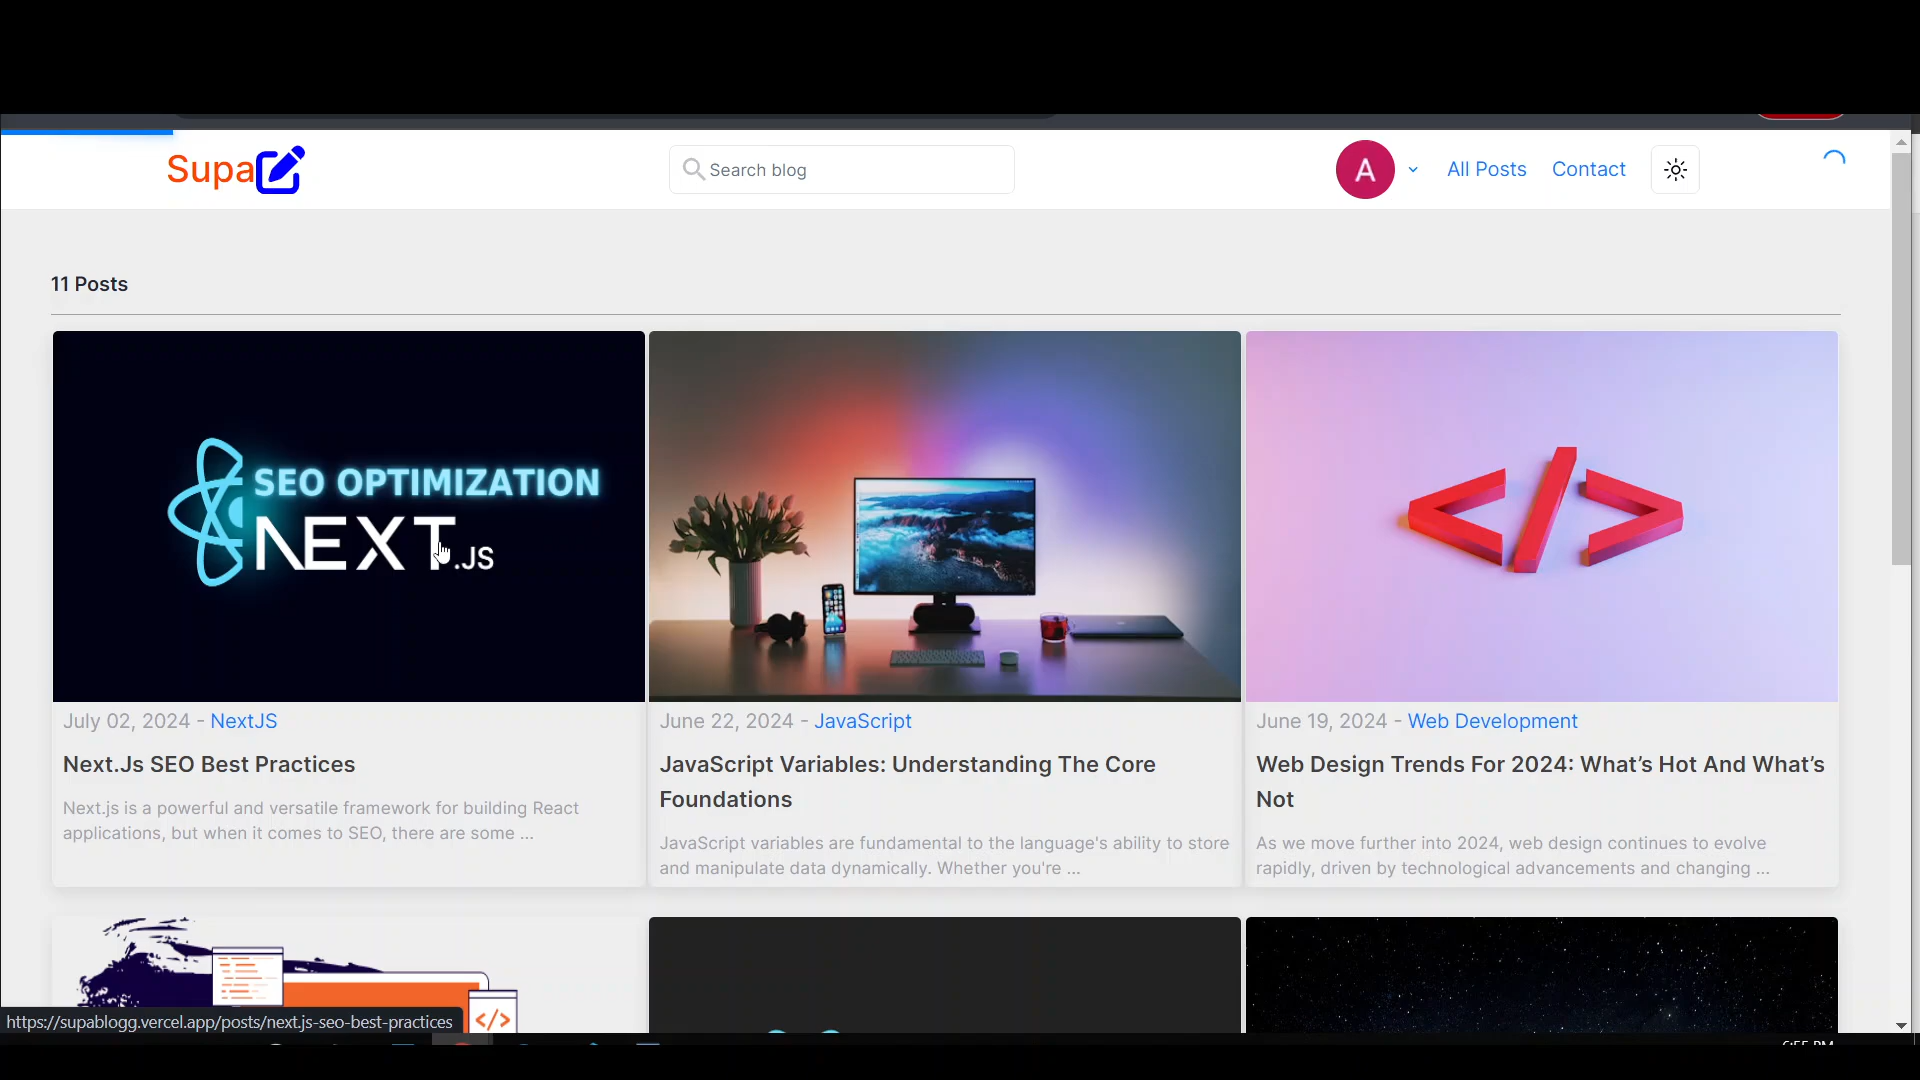 Supa
Search blog
A
All Posts
Contact
11 Posts
SEO OPTIMIZATION
NEXT.JS
July 02, 2024 - NextJS
Next.Js SEO Best Practices
Next.js is a powerful and versatile framework for building React
applications, but when it comes to SEO, there are some ...
June 22, 2024 - JavaScript
JavaScript Variables: Understanding The Core
Foundations
JavaScript variables are fundamental to the language's ability to store
and manipulate data dynamically. Whether you're ...
June 19, 2024 - Web Development
Web Design Trends For 2024: What’s Hot And What’s
Not
As we move further into 2024, web design continues to evolve
rapidly, driven by technological advancements and changing ...
</>
https://supablogg.vercel.app/posts/next.js-seo-best-practices